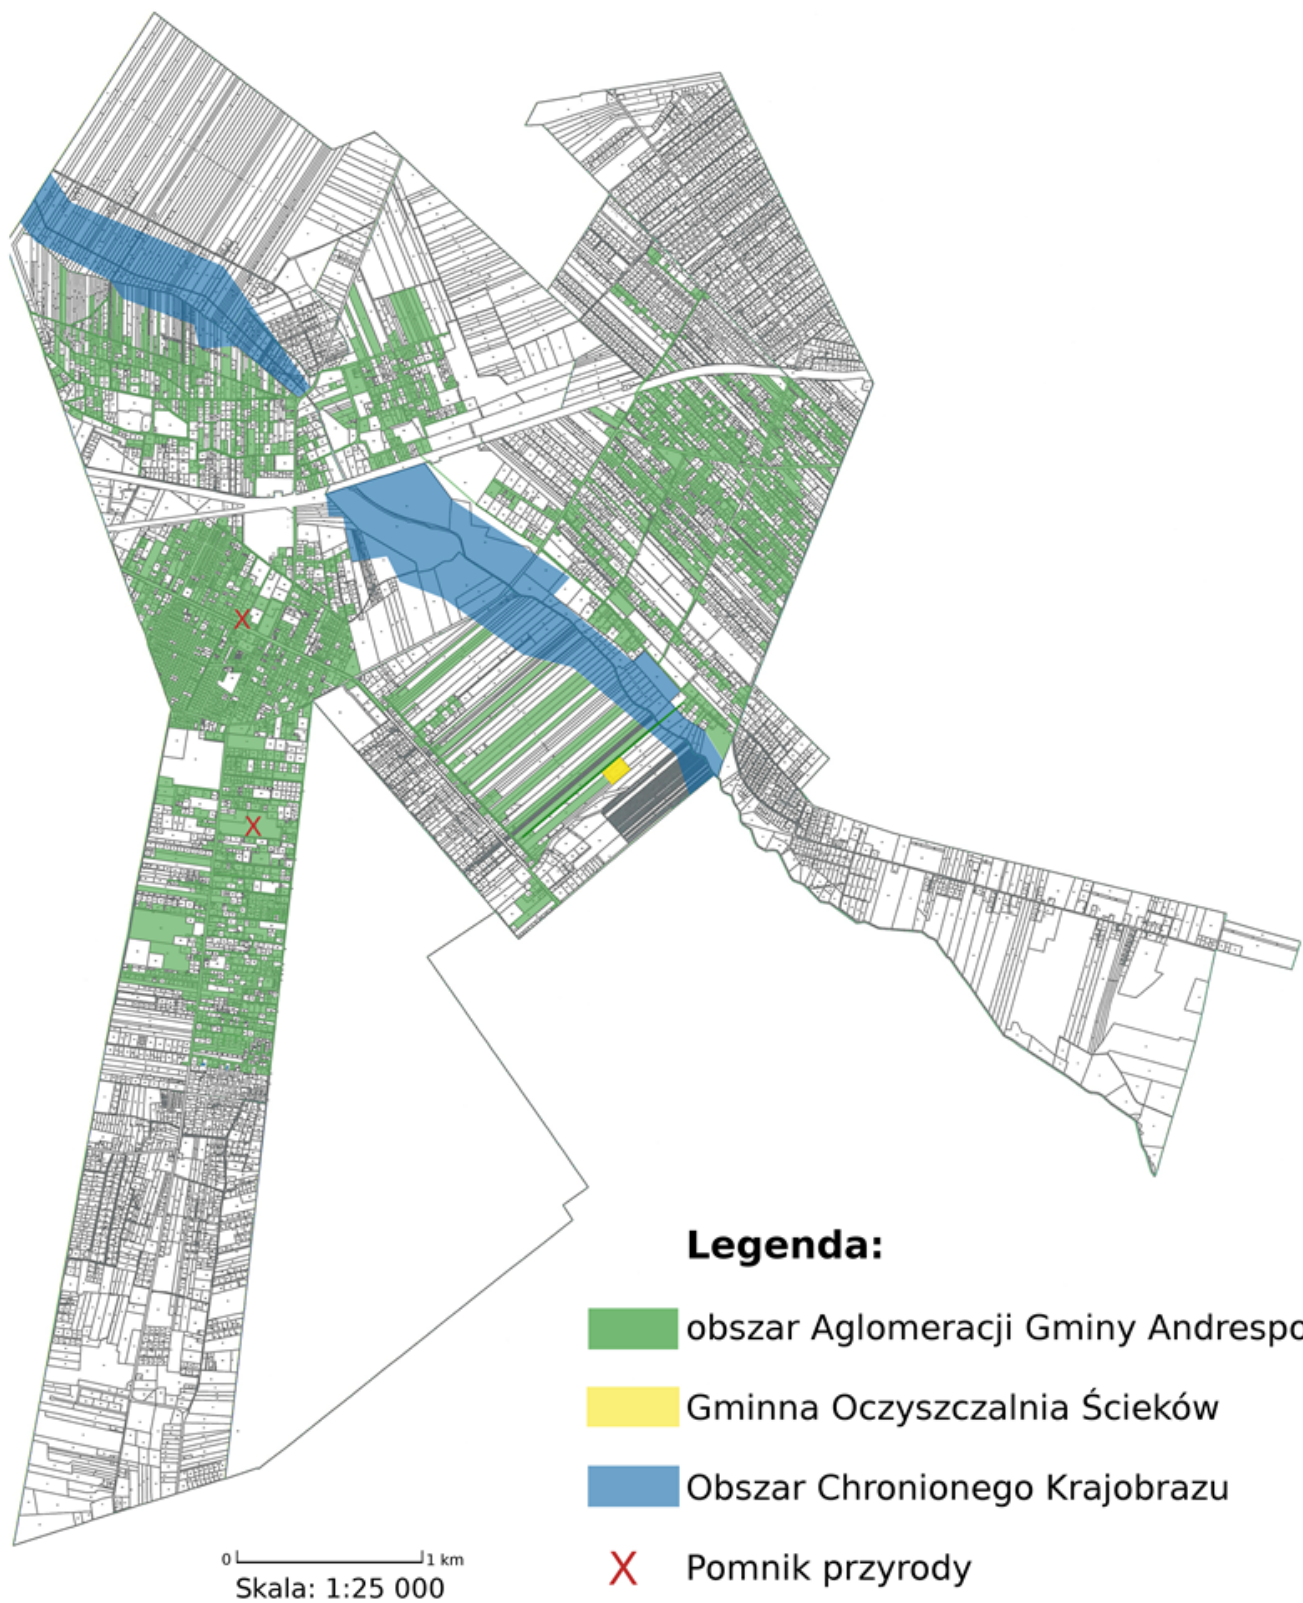 Legenda:
obszar Aglomeracji Gminy Andrespo
Gminna Oczyszczalnia Ścieków
Obszar Chronionego Krajobrazu
X Pomnik przyrody
0 1 km
Skala: 1:25 000